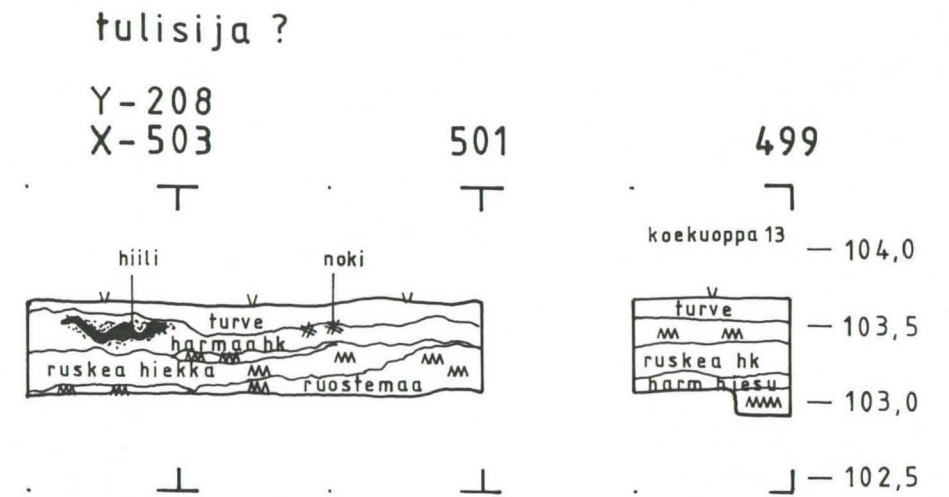 tulisija ?
Y-208
X-503 501 499
koekuoppa 13
104,0
hiili noki
turve turve
103,5
harmaa hk
ruskea hiekka ruskea hk
ruostemaa harm hiesu
103,0
102,5